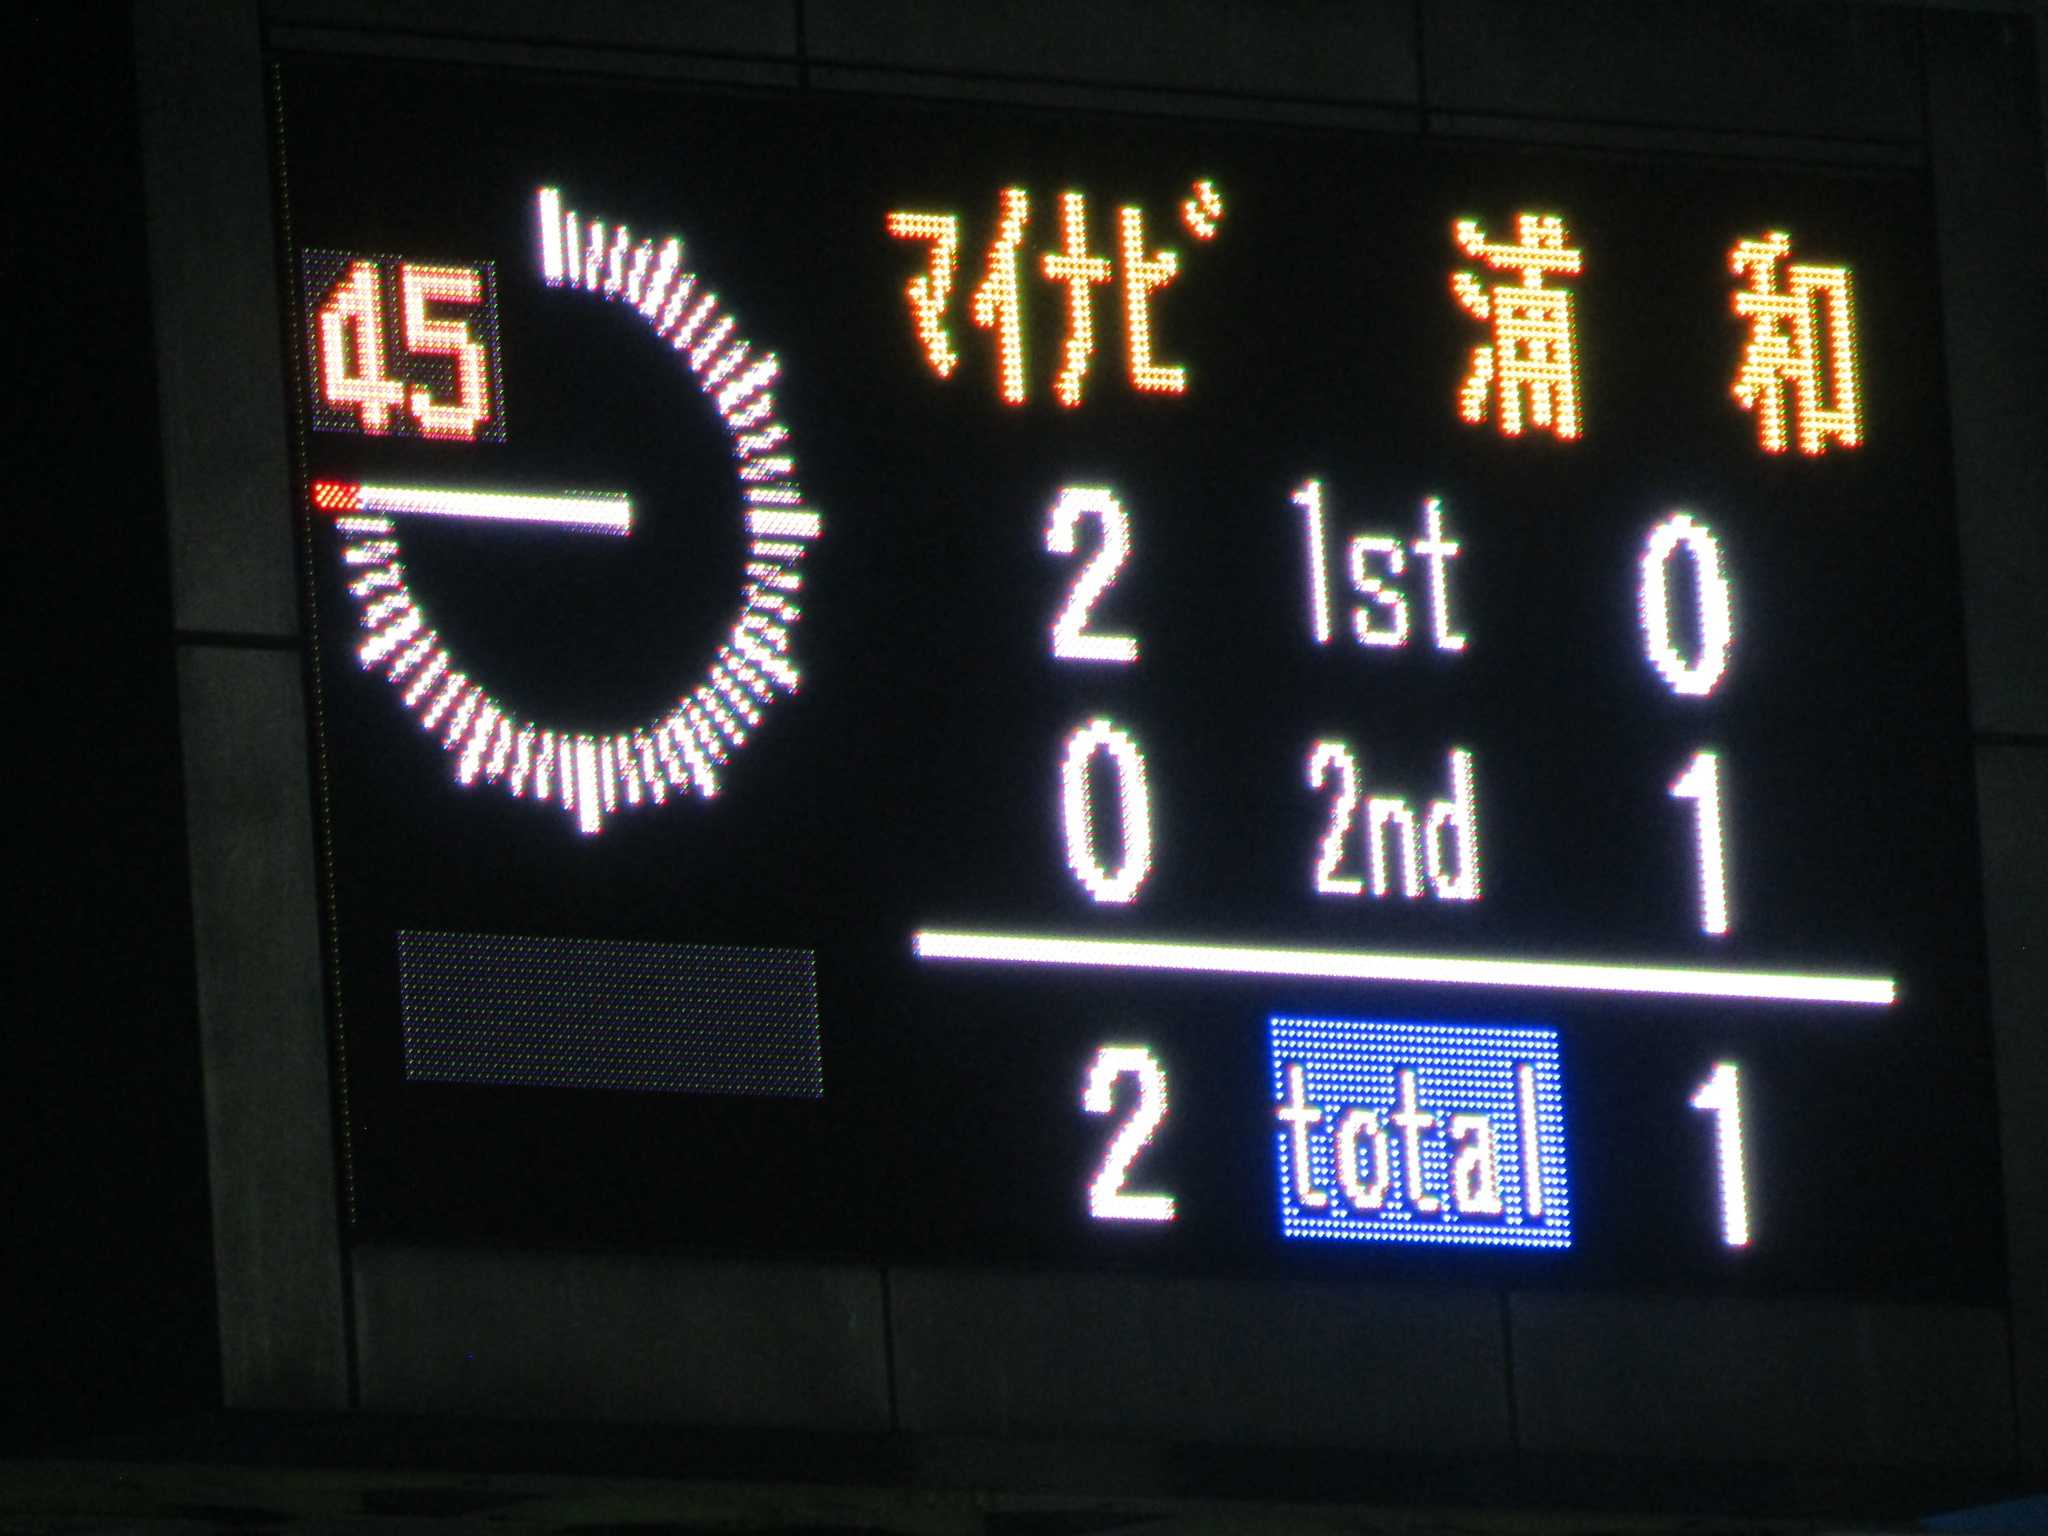 ﾏｲﾅﾋﾞ 浦和
45
2 1st 0
0 2nd 1
2 total 1